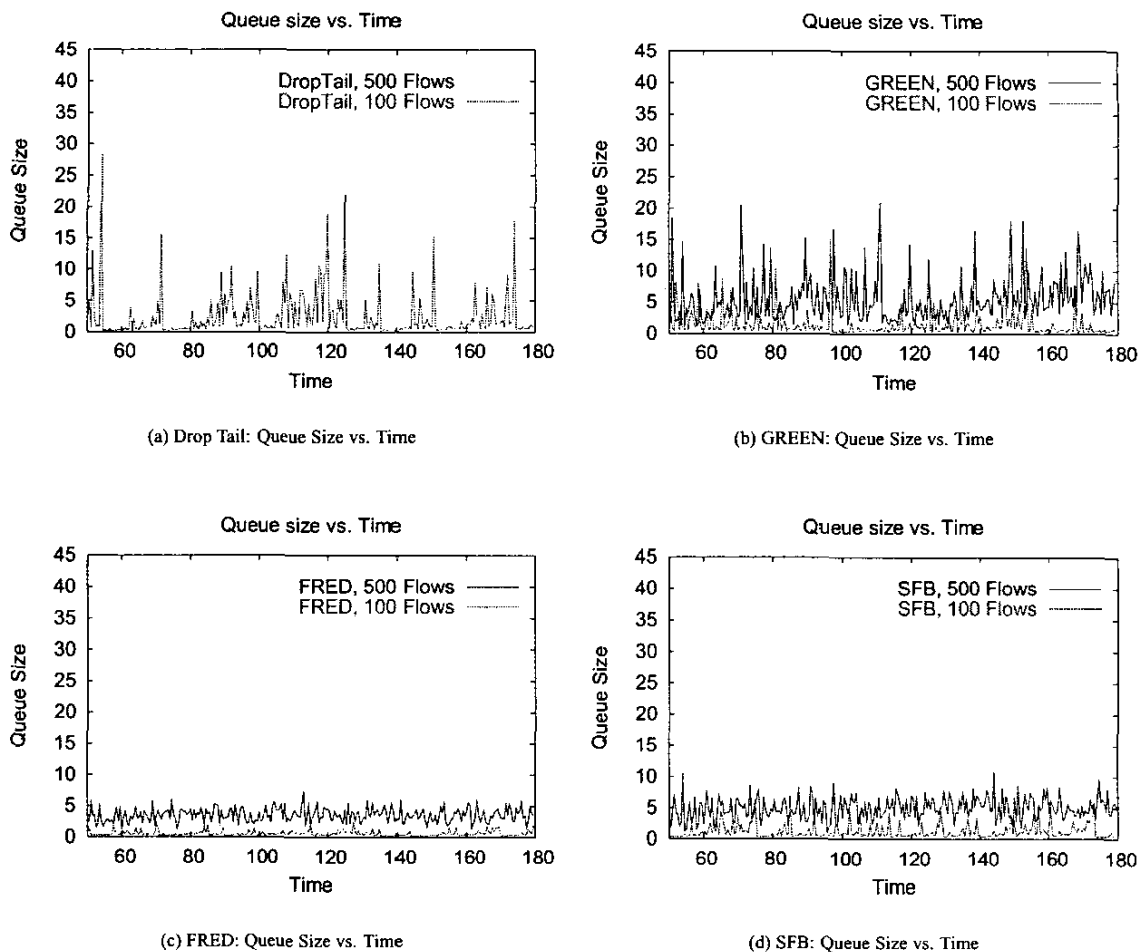 Queue size vs. Time
45
40
35
30
25
20
15
10
5
0
Queue Size
DropTail, 500 Flows
DropTail, 100 Flows
60 80 100 120 140 160 180
Time
(a) Drop Tail: Queue Size vs. Time
Queue size vs. Time
45
40
35
30
25
20
15
10
5
0
Queue Size
GREEN, 500 Flows
GREEN, 100 Flows
60 80 100 120 140 160 180
Time
(b) GREEN: Queue Size vs. Time
Queue size vs. Time
45
40
35
30
25
20
15
10
5
0
Queue Size
FRED, 500 Flows
FRED, 100 Flows
60 80 100 120 140 160 180
Time
(c) FRED: Queue Size vs. Time
Queue size vs. Time
45
40
35
30
25
20
15
10
5
0
Queue Size
SFB, 500 Flows
SFB, 100 Flows
60 80 100 120 140 160 180
Time
(d) SFB: Queue Size vs. Time